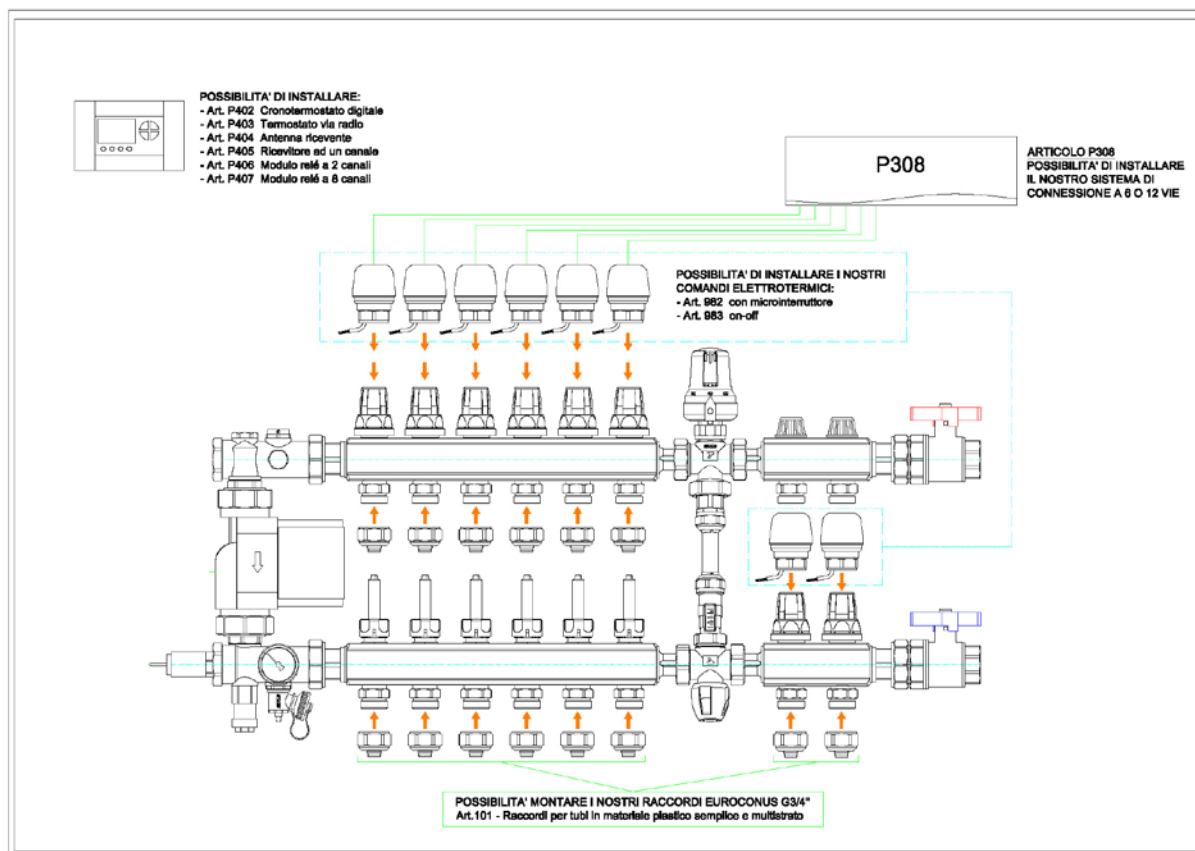 POSSIBILITA' DI INSTALLARE:
- Art. P402 Cronotermostato digitale
- Art. P403 Termostato via radio
- Art. P404 Antenna ricevente
- Art. P405 Ricevitore ad un canale
- Art. P406 Modulo relé a 2 canali
- Art. P407 Modulo relé a 8 canali
P308
ARTICOLO P308
POSSIBILITA' DI INSTALLARE
IL NOSTRO SISTEMA DI
CONNESSIONE A 6 O 12 VIE
POSSIBILITA' DI INSTALLARE I NOSTRI
COMANDI ELETTROTERMICI:
- Art. 982 con microinterruttore
- Art. 983 on-off
POSSIBILITA' MONTARE I NOSTRI RACCORDI EUROCONUS G3/4"
Art.101 - Raccordi per tubi in materiale plastico semplice e multistrato